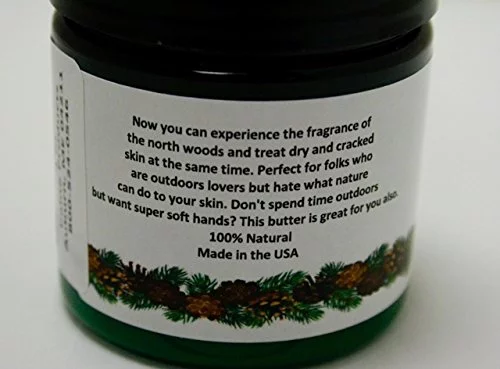 Now you can experience the fragrance of
the north woods and treat dry and cracked
skin at the same time. Perfect for folks who
are outdoors lovers but hate what nature
can do to your skin. Don't spend time outdoors
but want super soft hands? This butter is great for you also.
100% Natural
Made in the USA